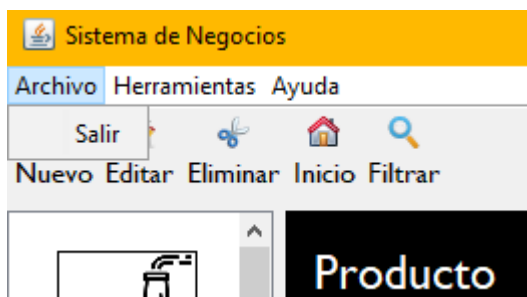 Sistema de Negocios
Archivo Herramientas Ayuda
Salir
Nuevo Editar Eliminar Inicio Filtrar
Producto